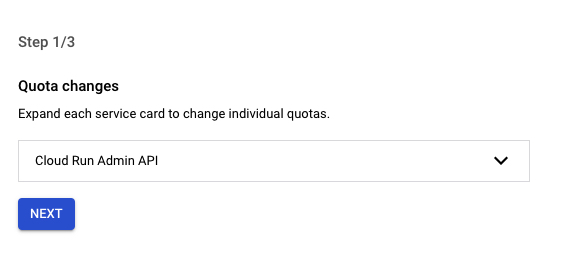 Step 1/3
Quota changes
Expand each service card to change individual quotas.
Cloud Run Admin API
NEXT